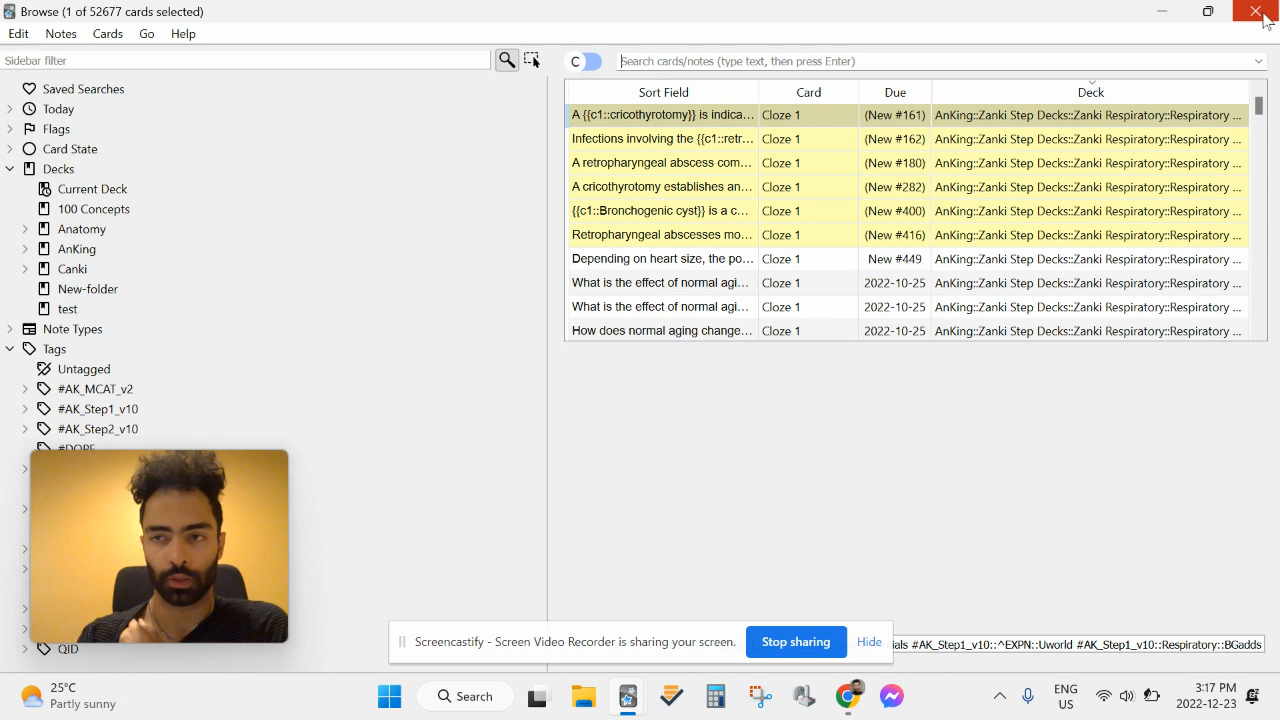 Browse (1 of 52677 cards selected)
Edit Notes Cards Go Help
Sidebar filter
C Search cards/notes (type text, then press Enter)
Saved Searches
Today
Flags
Card State
Decks
Current Deck
100 Concepts
Anatomy
AnKing
Canki
New-folder
test
Note Types
Tags
Untagged
#AK_MCAT_v2
#AK_Step1_v10
#AK_Step2_v10
#DOPE
QID
Sort Field Card Due Deck
A {{c1::cricothyrotomy}} is indica... Cloze 1 (New #161) AnKing::Zanki Step Decks::Zanki Respiratory::Respiratory ...
Infections involving the {{c1::retr... Cloze 1 (New #162) AnKing::Zanki Step Decks::Zanki Respiratory::Respiratory ...
A retropharyngeal abscess com... Cloze 1 (New #180) AnKing::Zanki Step Decks::Zanki Respiratory::Respiratory ...
A cricothyrotomy establishes an... Cloze 1 (New #282) AnKing::Zanki Step Decks::Zanki Respiratory::Respiratory ...
{{c1::Bronchogenic cyst}} is a c... Cloze 1 (New #400) AnKing::Zanki Step Decks::Zanki Respiratory::Respiratory ...
Retropharyngeal abscesses mo... Cloze 1 (New #416) AnKing::Zanki Step Decks::Zanki Respiratory::Respiratory ...
Depending on heart size, the po... Cloze 1 New #449 AnKing::Zanki Step Decks::Zanki Respiratory::Respiratory ...
What is the effect of normal agi... Cloze 1 2022-10-25 AnKing::Zanki Step Decks::Zanki Respiratory::Respiratory ...
What is the effect of normal agi... Cloze 1 2022-10-25 AnKing::Zanki Step Decks::Zanki Respiratory::Respiratory ...
How does normal aging change... Cloze 1 2022-10-25 AnKing::Zanki Step Decks::Zanki Respiratory::Respiratory ...
Screencastify - Screen Video Recorder is sharing your screen. Stop sharing Hide
ials #AK_Step1_v10::^EXPN::Uworld #AK_Step1_v10::Respiratory::BGadds
25°C
Partly sunny
Search
ENG
US
3:17 PM
2022-12-23